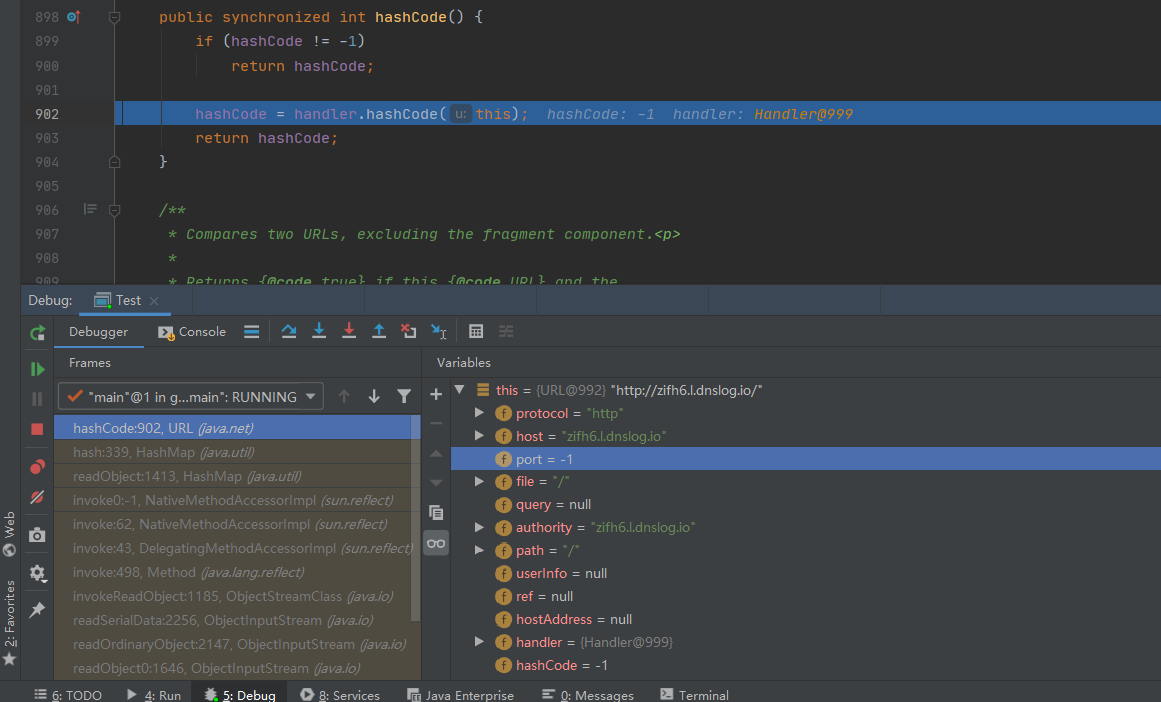 898 public synchronized int hashCode() {
899 if (hashCode != -1)
900 return hashCode;
901
902 hashCode = handler.hashCode( u: this); hashCode: -1 handler: Handler@999
903 return hashCode;
904 }
905
906 /**
907 * Compares two URLs, excluding the fragment component.<p>
908 *
909 * Returns {@code true} if this {@code URL} and the
Debug: Test
Debugger Console
Frames
"main"@1 in g...main": RUNNING
hashCode:902, URL (java.net)
hash:339, HashMap (java.util)
readObject:1413, HashMap (java.util)
invoke0:-1, NativeMethodAccessorImpl (sun.reflect)
invoke:62, NativeMethodAccessorImpl (sun.reflect)
invoke:43, DelegatingMethodAccessorImpl (sun.reflect)
invoke:498, Method (java.lang.reflect)
invokeReadObject:1185, ObjectStreamClass (java.io)
readSerialData:2256, ObjectInputStream (java.io)
readOrdinaryObject:2147, ObjectInputStream (java.io)
readObject0:1646, ObjectInputStream (java.io)
Variables
this = {URL@992} "http://zifh6.l.dnslog.io/"
f protocol = "http"
f host = "zifh6.l.dnslog.io"
f port = -1
f file = "/"
f query = null
f authority = "zifh6.l.dnslog.io"
f path = "/"
f userInfo = null
f ref = null
f hostAddress = null
f handler = {Handler@999}
f hashCode = -1
Web
2: Favorites
6: TODO 4: Run 5: Debug 8: Services Java Enterprise 0: Messages Terminal